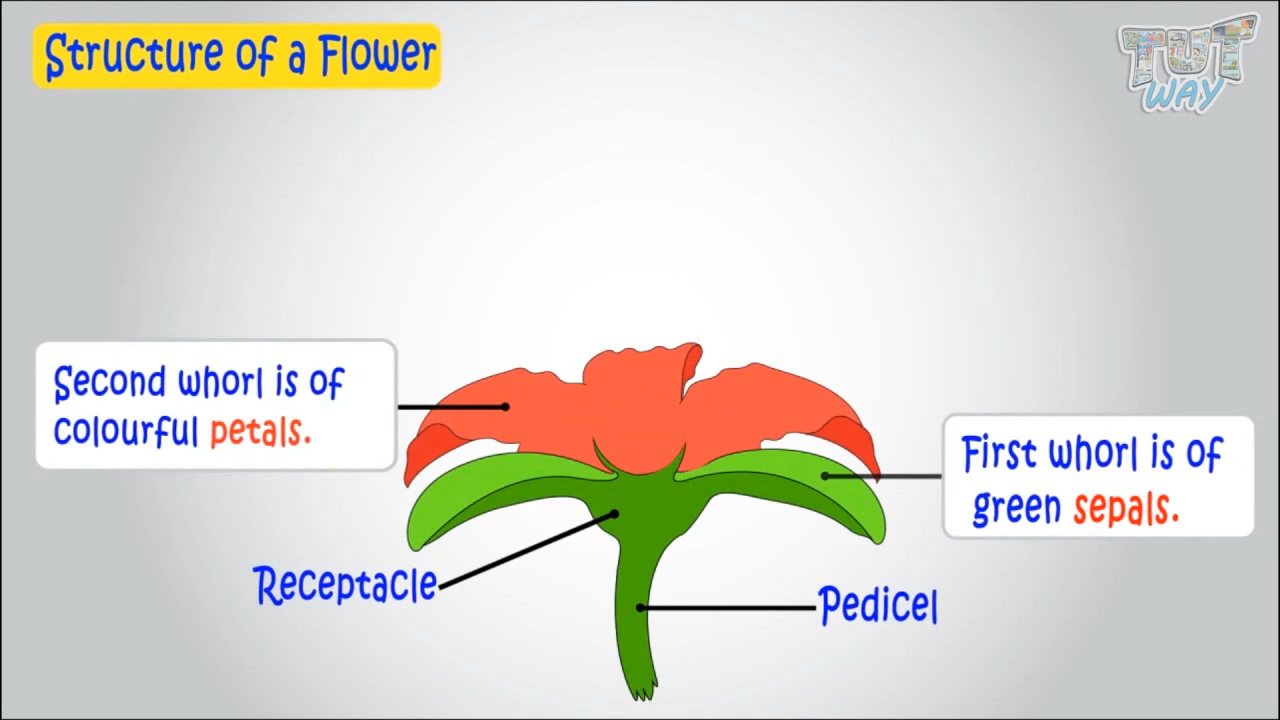 Structure of a Flower
TUT
WAY
Second whorl is of
colourful petals.
First whorl is of
green sepals.
Receptacle
Pedicel